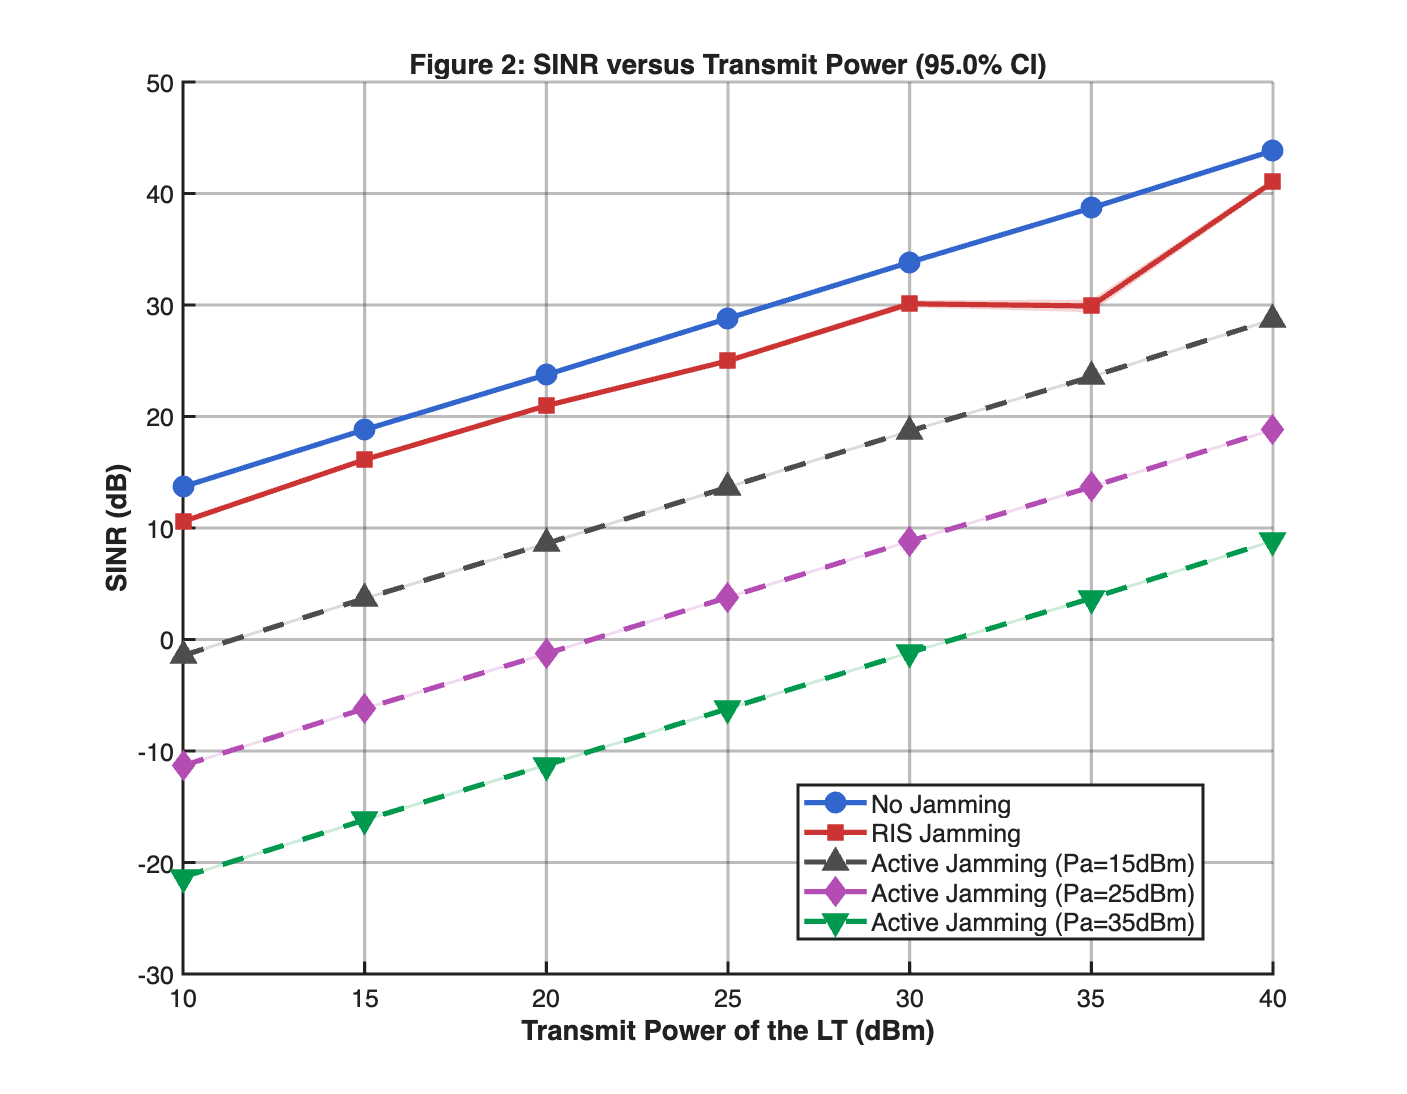 Figure 2: SINR versus Transmit Power (95.0% CI)
50
40
30
20
10
0
-10
-20
-30
SINR (dB)
10 15 20 25 30 35 40
Transmit Power of the LT (dBm)
No Jamming
RIS Jamming
Active Jamming (Pa=15dBm)
Active Jamming (Pa=25dBm)
Active Jamming (Pa=35dBm)